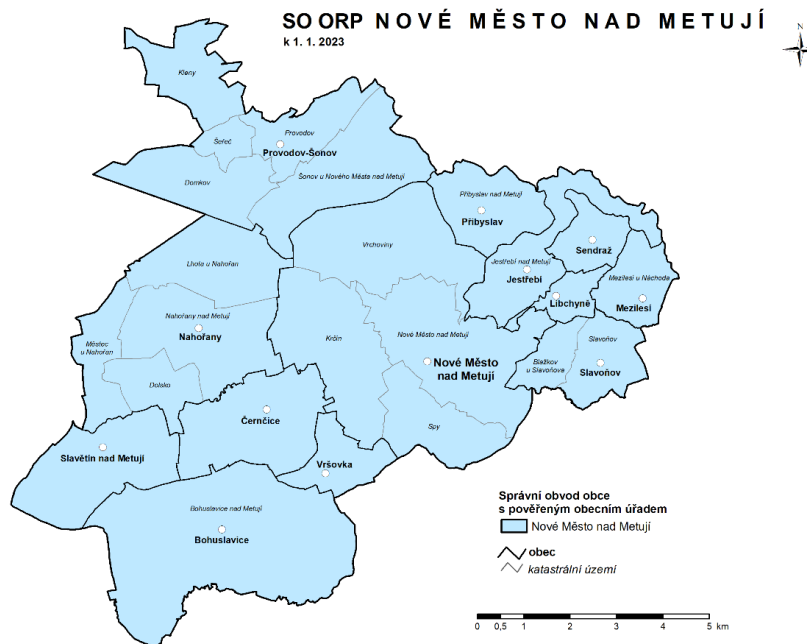 SO ORP NOVÉ MĚSTO NAD METUJÍ
k 1. 1. 2023
N
Kleny
Šeřeč
Provodov
Provodov-Šonov
Domkov
Šonov u Nového Města nad Metují
Přibyslav nad Metují
Přibyslav
Vrchoviny
Sendraž
Lhota u Nahořan
Jestřebí nad Metují
Jestřebí
Mezilesí u Náchoda
Mezilesí
Libchyně
Nahořany nad Metují
Nahořany
Městec
u Nahořan
Krčín
Nové Město nad Metují
Nové Město
nad Metují
Slavoňov
Slavoňov
Blažkov
u Slavoňova
Dolsko
Černčice
Spy
Slavětín nad Metují
Vršovka
Bohuslavice nad Metují
Bohuslavice
Správní obvod obce
s pověřeným obecním úřadem
Nové Město nad Metují
obec
katastrální území
0 0,5 1 2 3 4 5 km